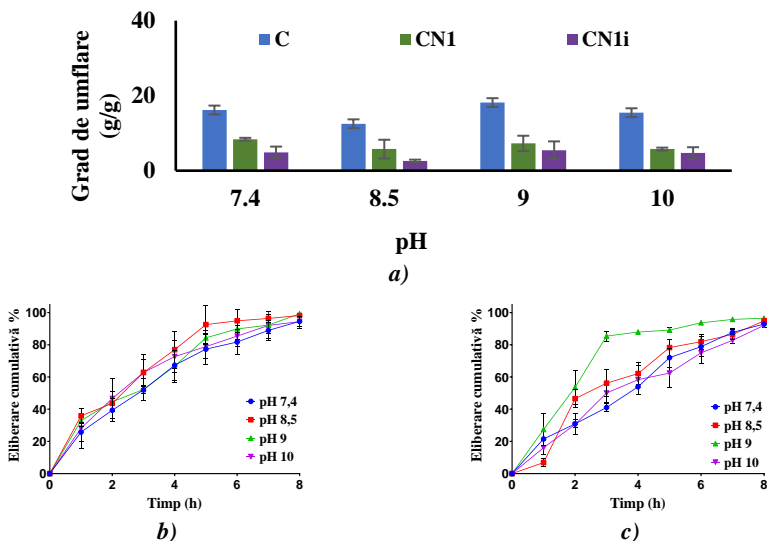 C CN1 CN1i
Grad de umflare
(g/g)
40
20
0
7.4 8.5 9 10
pH
a)
Eliberare cumulativă %
100
80
60
40
20
0
pH 7,4
pH 8,5
pH 9
pH 10
0 2 4 6 8
Timp (h)
b)
Eliberare cumulativă %
100
80
60
40
20
0
pH 7,4
pH 8,5
pH 9
pH 10
0 2 4 6 8
Timp (h)
c)